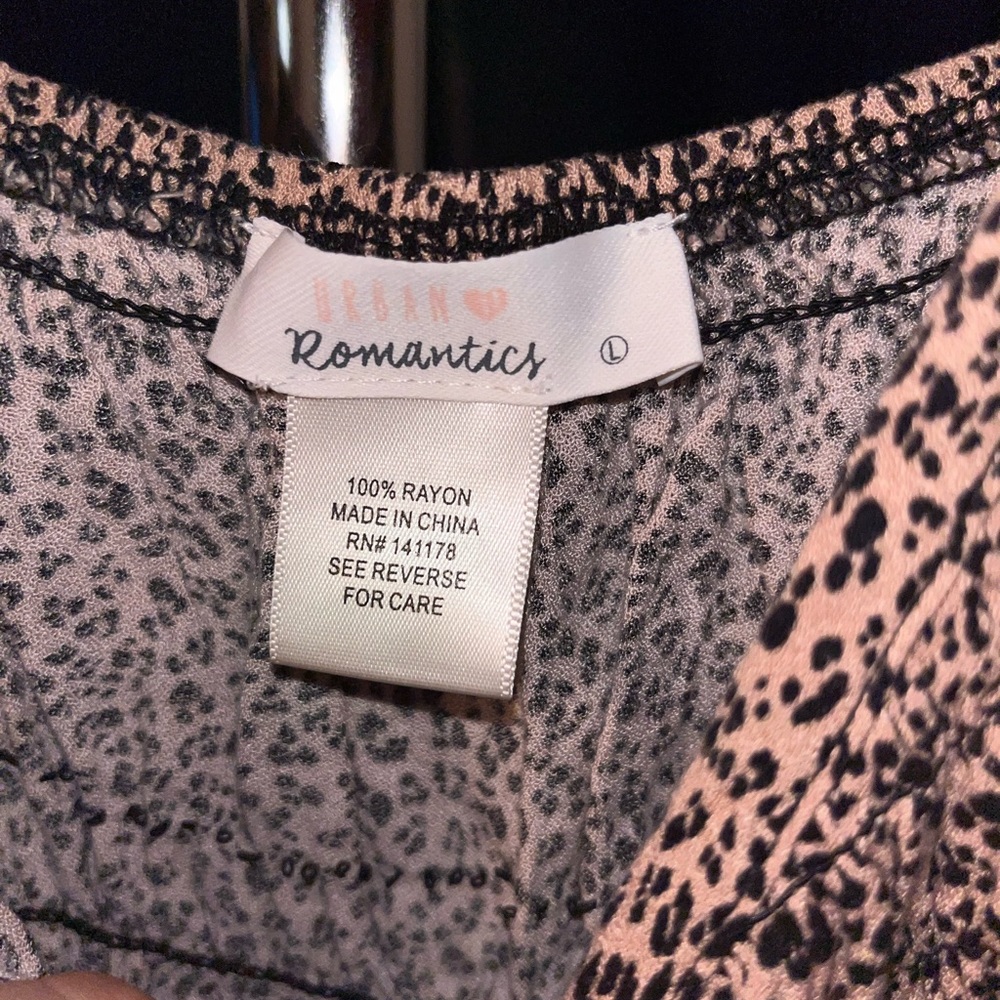 URBAN
Romantics Ⓛ
100% RAYON
MADE IN CHINA
RN# 141178
SEE REVERSE
FOR CARE